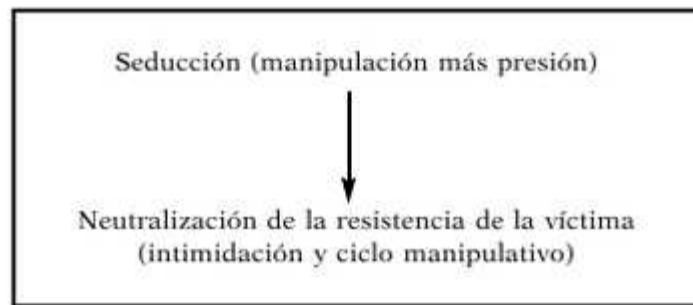 Seducción (manipulación más presión)
Neutralización de la resistencia de la víctima
(intimidación y ciclo manipulativo)